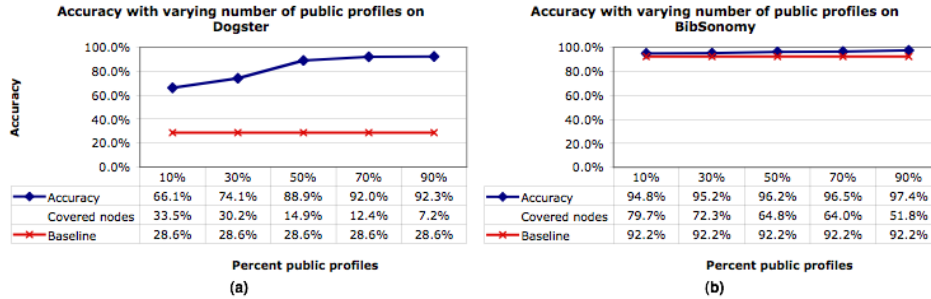 Accuracy with varying number of public profiles on
Dogster
Accuracy
100.0%
80.0%
60.0%
40.0%
20.0%
0.0%
10% 30% 50% 70% 90%
Accuracy 66.1% 74.1% 88.9% 92.0% 92.3%
Covered nodes 33.5% 30.2% 14.9% 12.4% 7.2%
Baseline 28.6% 28.6% 28.6% 28.6% 28.6%
Percent public profiles
(a)
Accuracy with varying number of public profiles on
BibSonomy
100.0%
80.0%
60.0%
40.0%
20.0%
0.0%
10% 30% 50% 70% 90%
Accuracy 94.8% 95.2% 96.2% 96.5% 97.4%
Covered nodes 79.7% 72.3% 64.8% 64.0% 51.8%
Baseline 92.2% 92.2% 92.2% 92.2% 92.2%
Percent public profiles
(b)